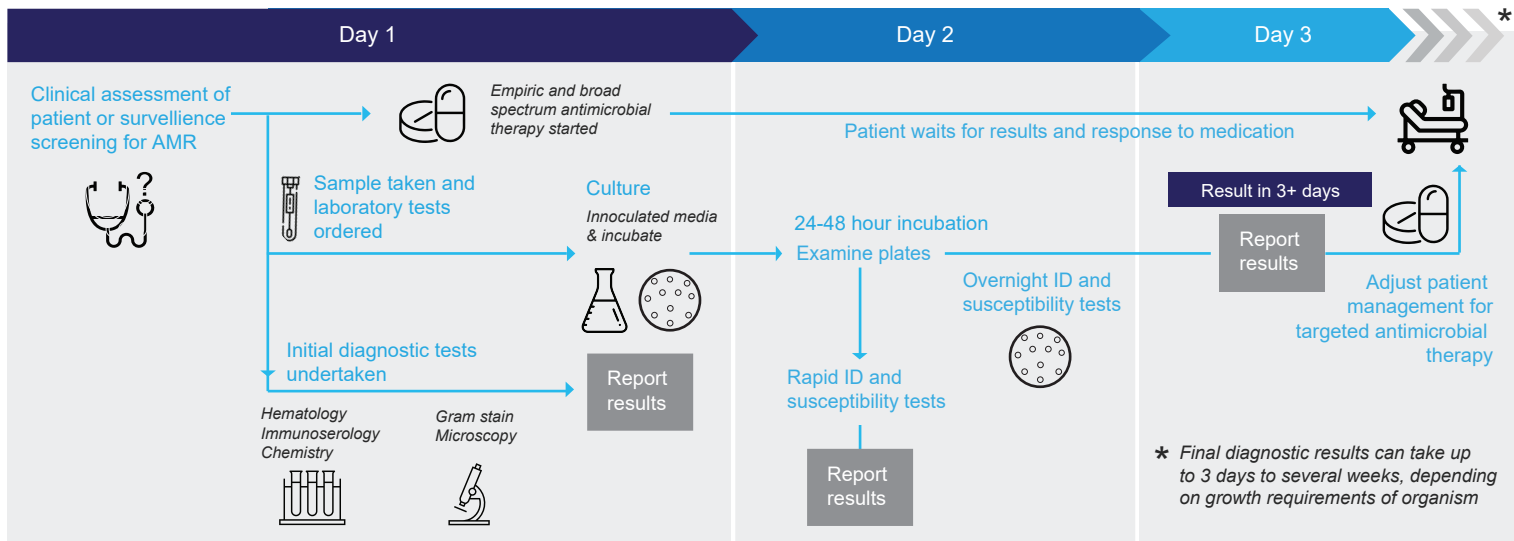 Day 1
Day 2
Day 3
*
Clinical assessment of
patient or survellience
screening for AMR
?
Empiric and broad
spectrum antimicrobial
therapy started
Patient waits for results and response to medication
Sample taken and
laboratory tests
ordered
Culture
Innoculated media
& incubate
24-48 hour incubation
Examine plates
Overnight ID and
susceptibility tests
Result in 3+ days
Report
results
Adjust patient
management for
targeted antimicrobial
therapy
Initial diagnostic tests
undertaken
Report
results
Rapid ID and
susceptibility tests
Report
results
Hematology
Immunoserology
Chemistry
Gram stain
Microscopy
* Final diagnostic results can take up
to 3 days to several weeks, depending
on growth requirements of organism